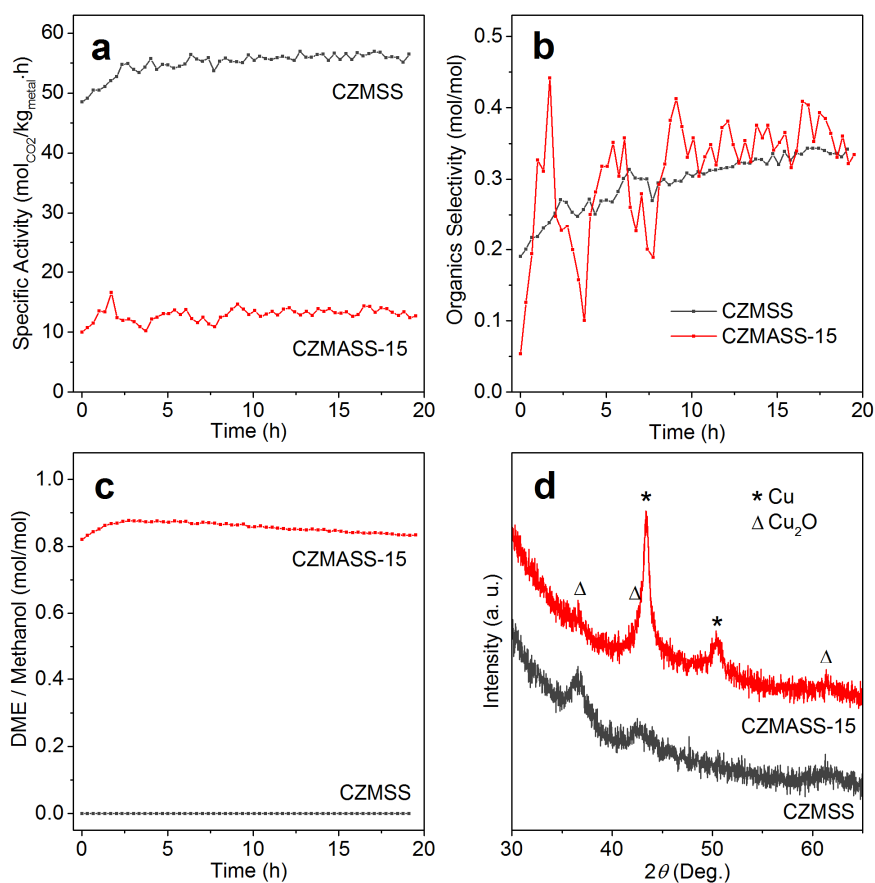 a
Specific Activity (mol_CO2/kg_metal·h)
60
50
40
30
20
10
0
CZMSS
CZMASS-15
0 5 10 15 20
Time (h)
b
Organics Selectivity (mol/mol)
0.5
0.4
0.3
0.2
0.1
0.0
CZMSS
CZMASS-15
0 5 10 15 20
Time (h)
c
DME / Methanol (mol/mol)
1.0
0.8
0.6
0.4
0.2
0.0
CZMASS-15
CZMSS
0 5 10 15 20
Time (h)
d
Intensity (a. u.)
* Cu
Δ Cu₂O
*
Δ
Δ
*
Δ
CZMASS-15
CZMSS
30 40 50 60
2θ (Deg.)